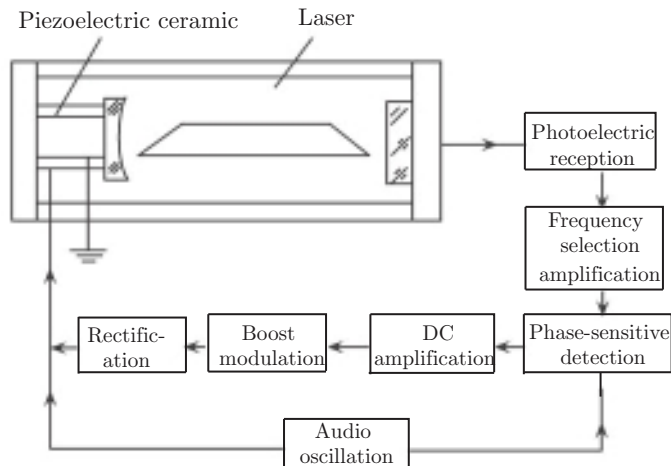 Piezoelectric ceramic
Laser
Photoelectric
reception
Frequency
selection
amplification
Phase-sensitive
detection
DC
amplification
Boost
modulation
Rectific-
ation
Audio
oscillation